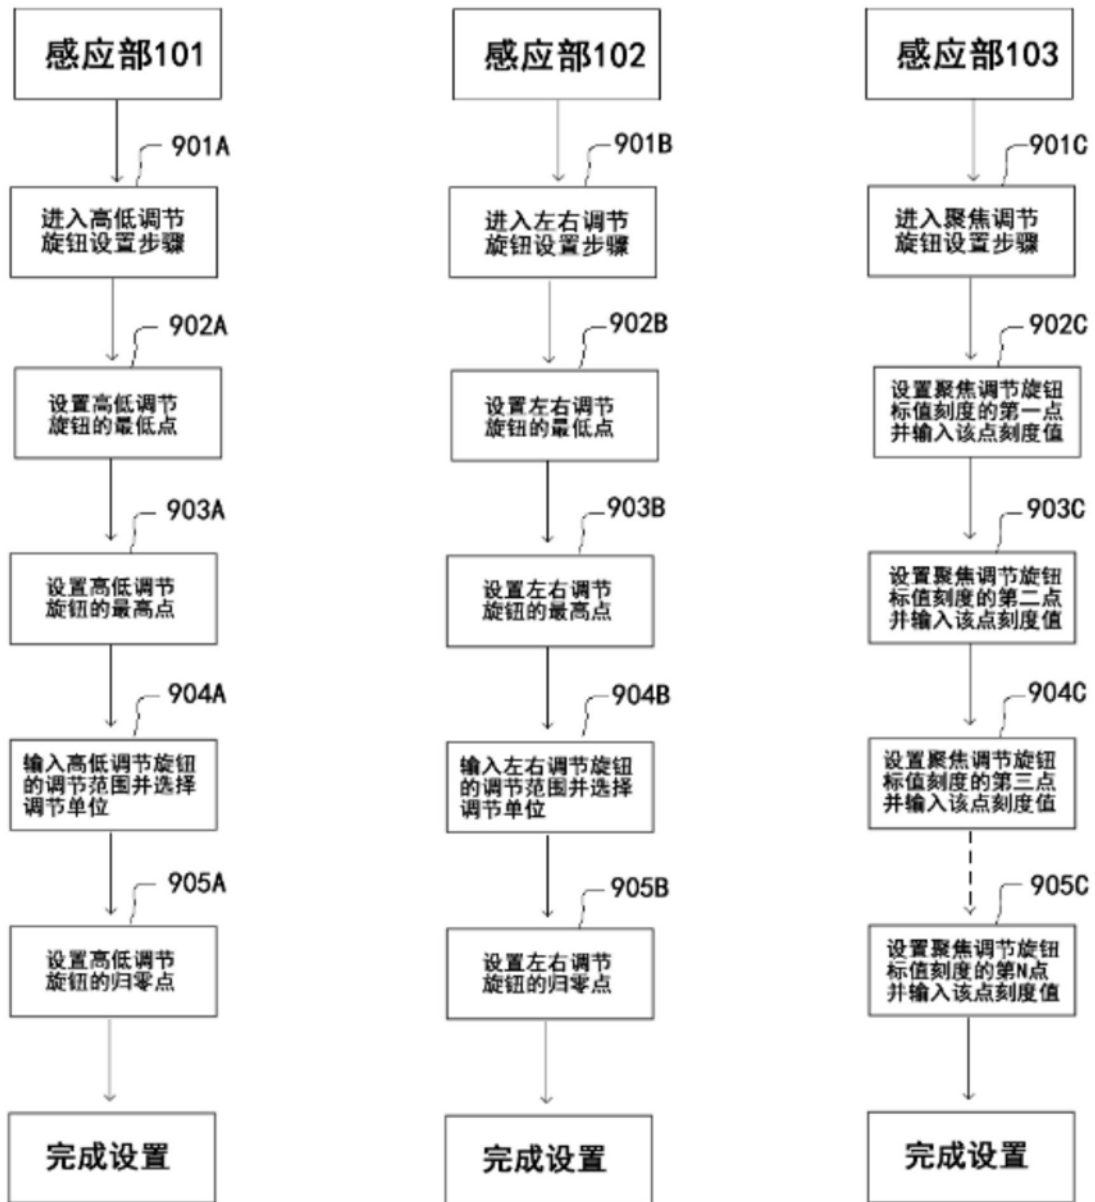 感应部101
901A
进入高低调节
旋钮设置步骤
902A
设置高低调节
旋钮的最低点
903A
设置高低调节
旋钮的最高点
904A
输入高低调节旋钮
的调节范围并选择
调节单位
905A
设置高低调节
旋钮的归零点
完成设置
感应部102
901B
进入左右调节
旋钮设置步骤
902B
设置左右调节
旋钮的最低点
903B
设置左右调节
旋钮的最高点
904B
输入左右调节旋钮
的调节范围并选择
调节单位
905B
设置左右调节
旋钮的归零点
完成设置
感应部103
901C
进入聚焦调节
旋钮设置步骤
902C
设置聚焦调节旋钮
标值刻度的第一点
并输入该点刻度值
903C
设置聚焦调节旋钮
标值刻度的第二点
并输入该点刻度值
904C
设置聚焦调节旋钮
标值刻度的第三点
并输入该点刻度值
905C
设置聚焦调节旋钮
标值刻度的第N点
并输入该点刻度值
完成设置